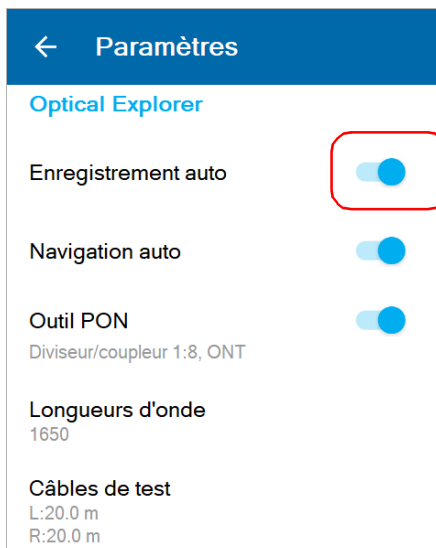 Paramètres
Optical Explorer
Enregistrement auto
Navigation auto
Outil PON
Diviseur/coupleur 1:8, ONT
Longueurs d'onde
1650
Câbles de test
L:20.0 m
R:20.0 m